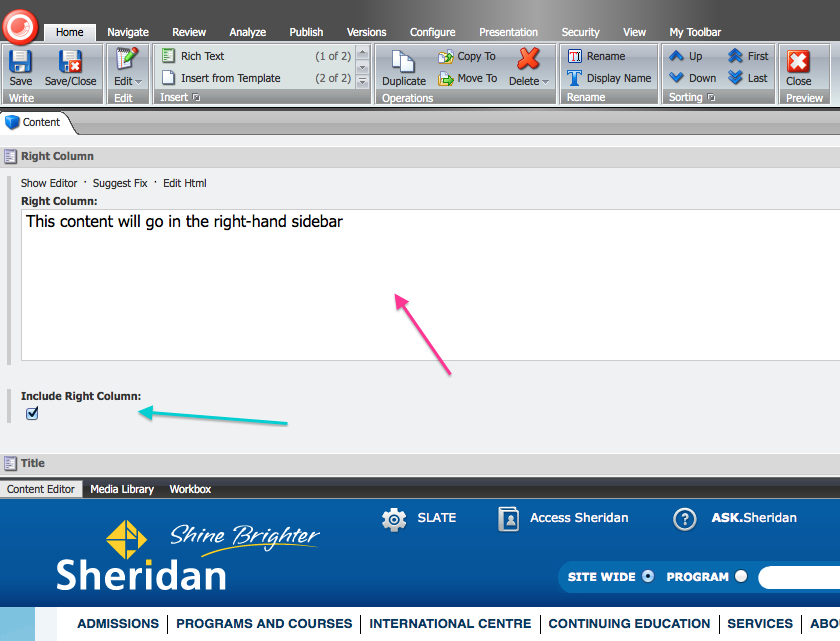 Home Navigate Review Analyze Publish Versions Configure Presentation Security View My Toolbar
Rich Text (1 of 2) Copy To Rename Up First
Insert from Template (2 of 2) Move To Display Name Down Last
Save Save/Close Edit Duplicate Delete Close
Write Edit Insert Operations Rename Sorting Preview
Content
Right Column
Show Editor · Suggest Fix · Edit Html
Right Column:
This content will go in the right-hand sidebar
Include Right Column:
Title
Content Editor Media Library Workbox
SLATE Access Sheridan ? ASK.Sheridan
Shine Brighter
Sheridan
SITE WIDE PROGRAM
ADMISSIONS | PROGRAMS AND COURSES | INTERNATIONAL CENTRE | CONTINUING EDUCATION | SERVICES | ABO